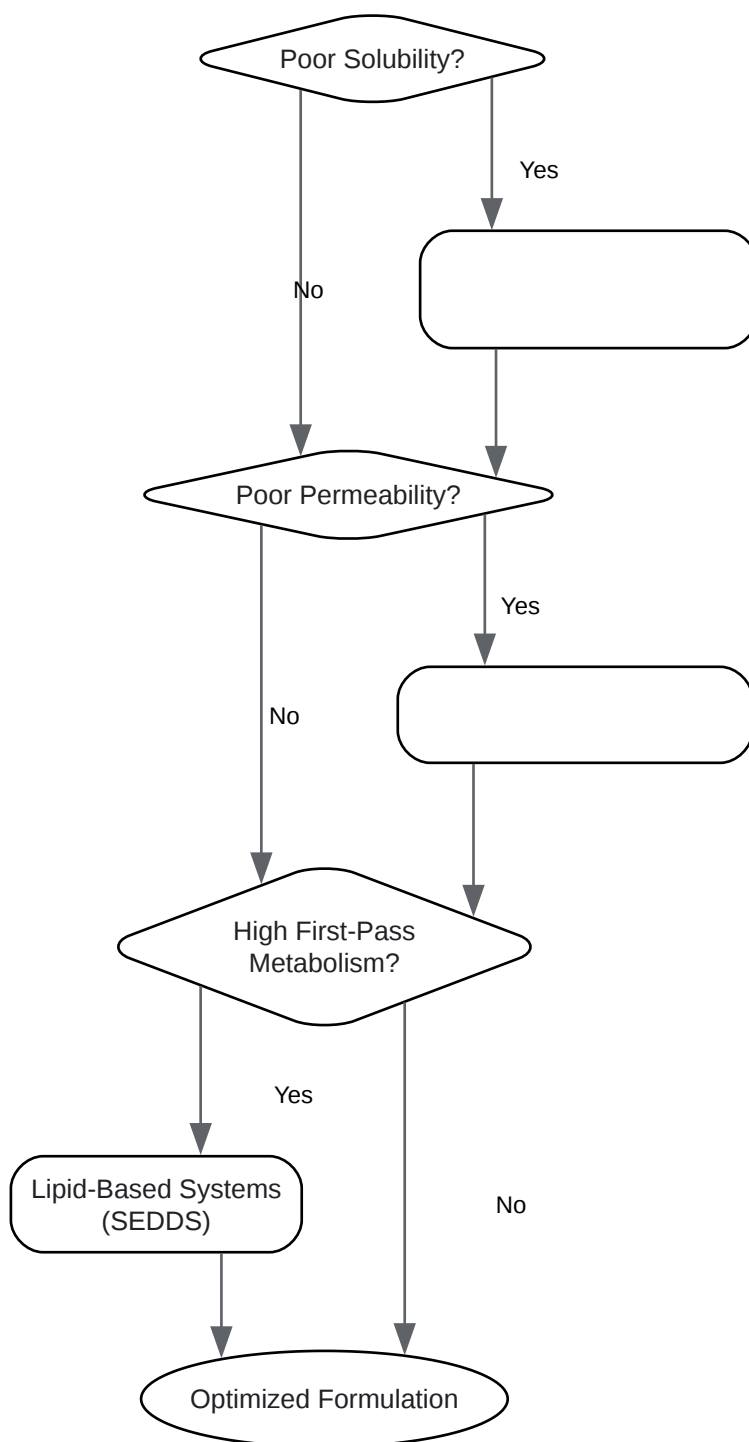 Poor Solubility?
Yes
No
Poor Permeability?
Yes
No
High First-Pass
Metabolism?
Yes
Lipid-Based Systems
(SEDDS)
No
Optimized Formulation